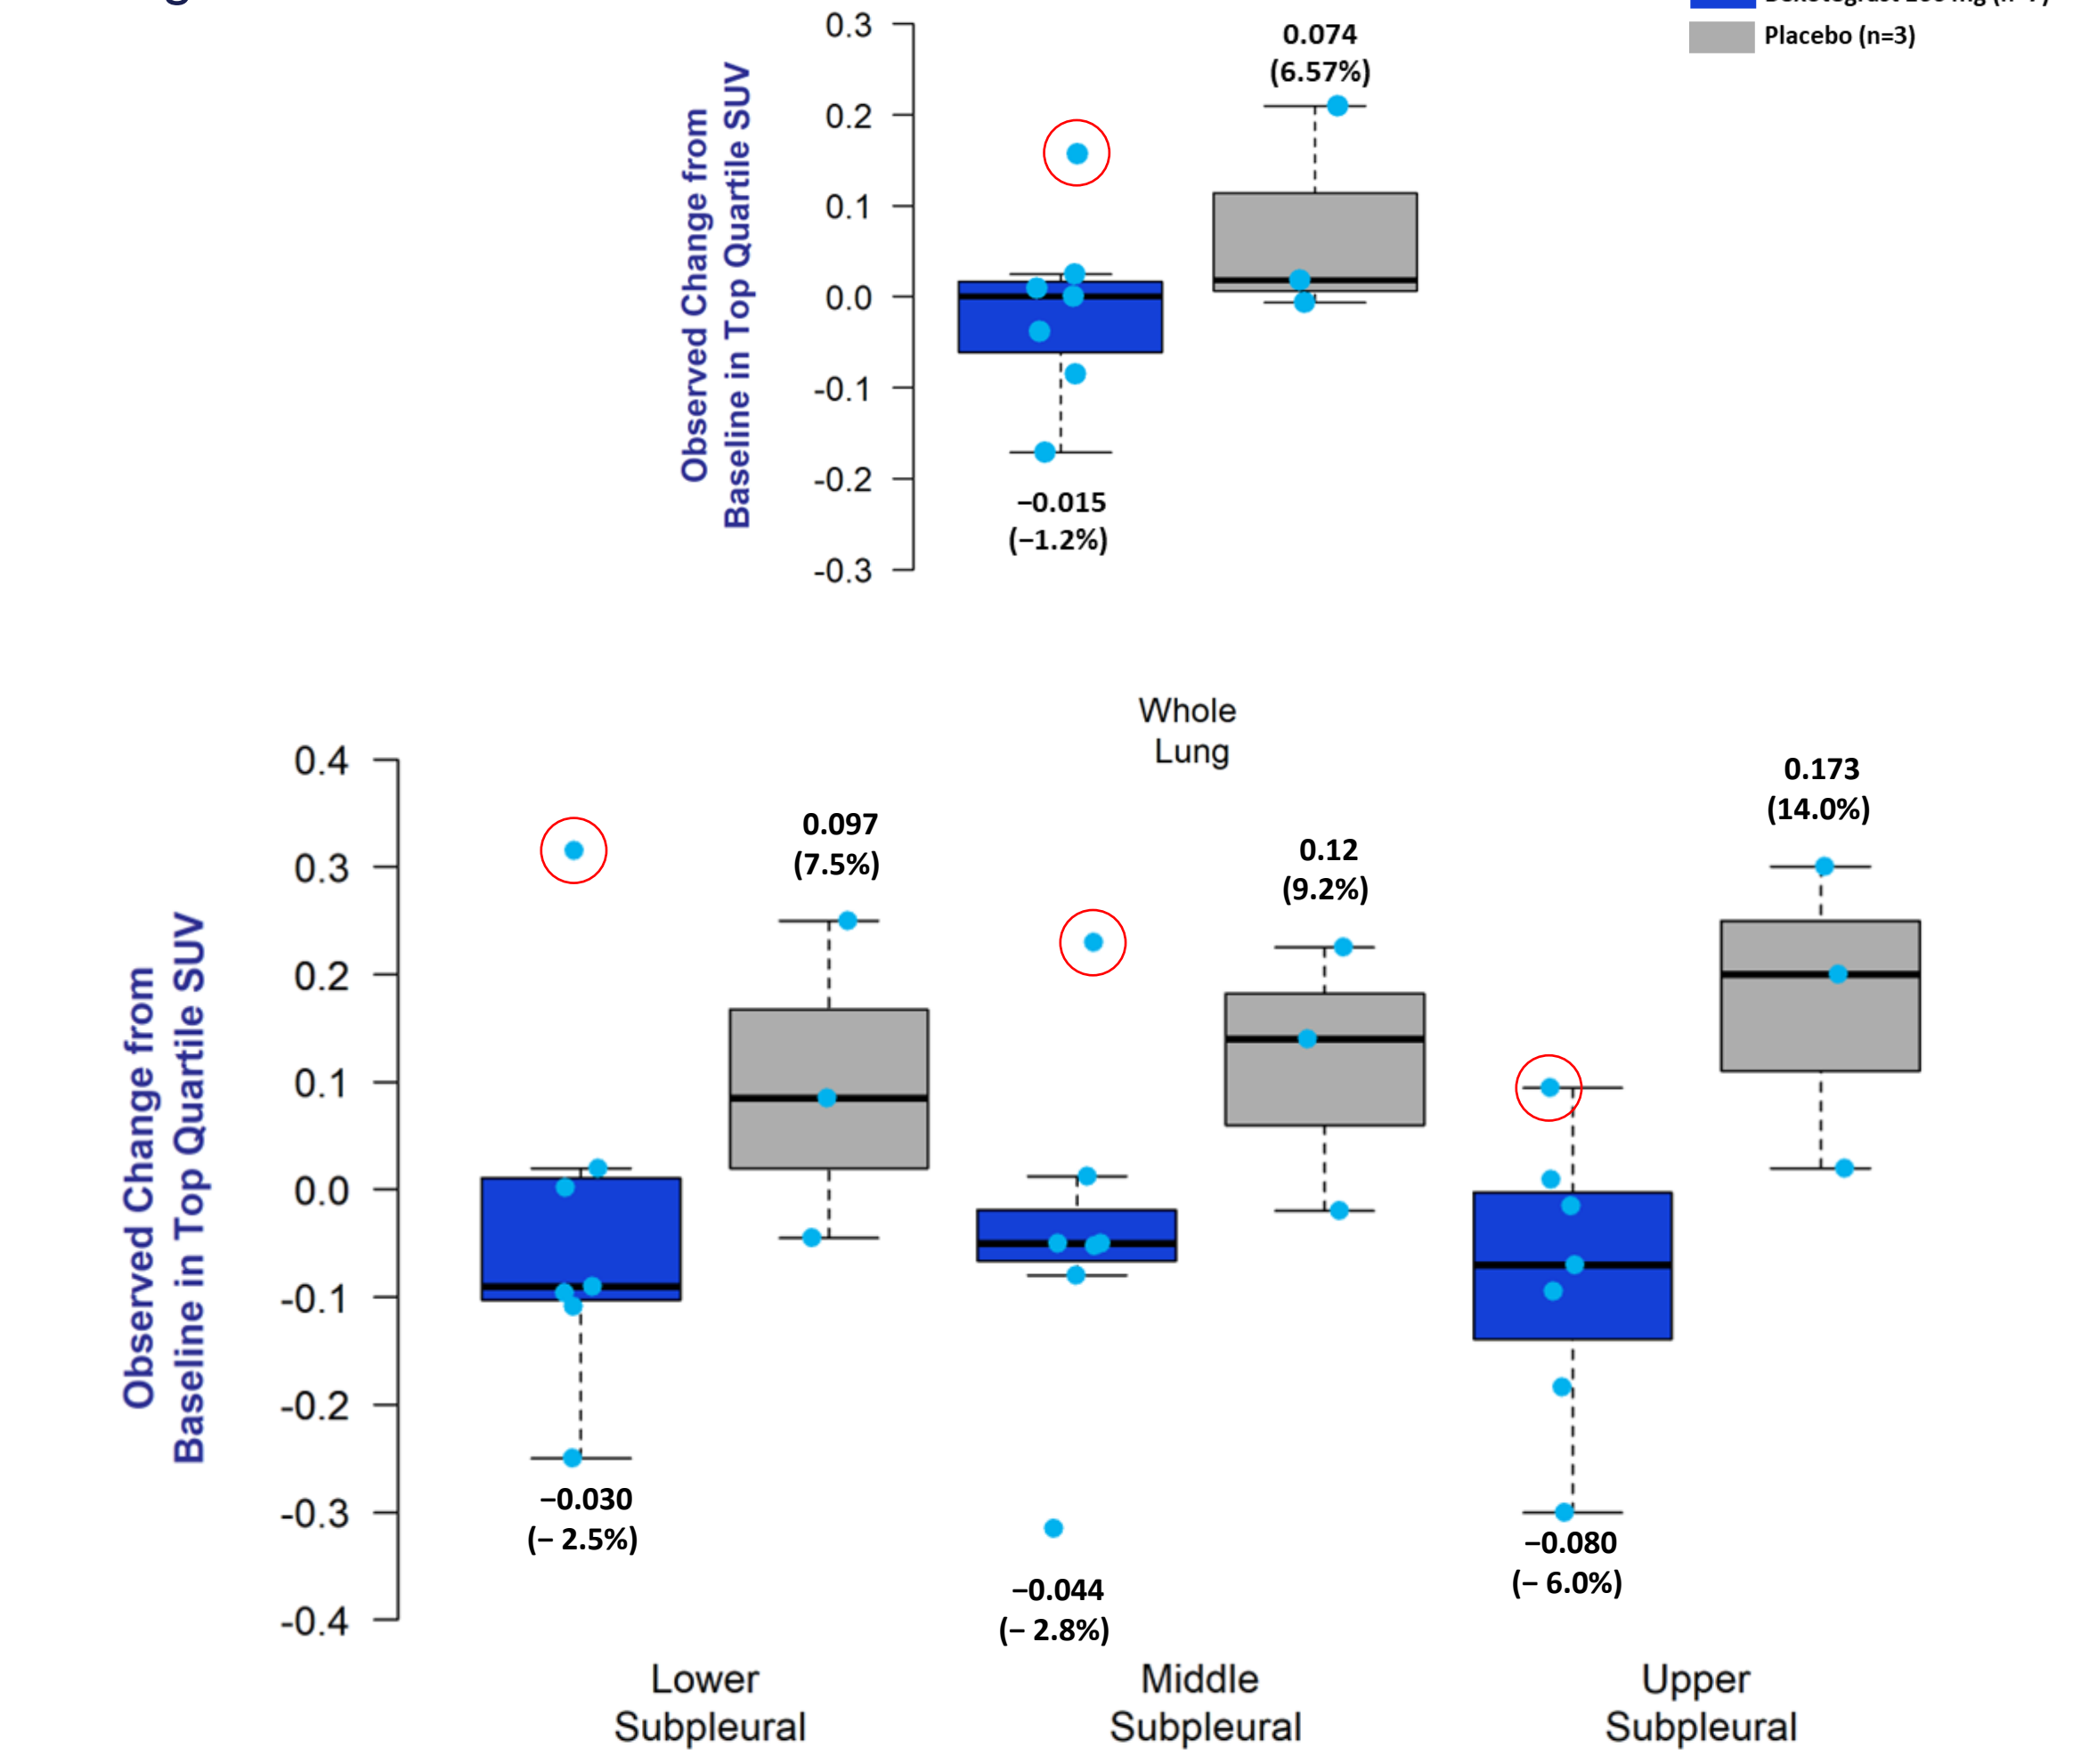 Placebo (n=3)
0.3
0.2
0.1
0.0
-0.1
-0.2
-0.3
Observed Change from
Baseline in Top Quartile SUV
0.074
(6.57%)
−0.015
(−1.2%)
Whole
Lung
0.4
0.3
0.2
0.1
0.0
-0.1
-0.2
-0.3
-0.4
Observed Change from
Baseline in Top Quartile SUV
0.097
(7.5%)
0.12
(9.2%)
0.173
(14.0%)
−0.030
(− 2.5%)
−0.044
(− 2.8%)
−0.080
(− 6.0%)
Lower
Subpleural
Middle
Subpleural
Upper
Subpleural